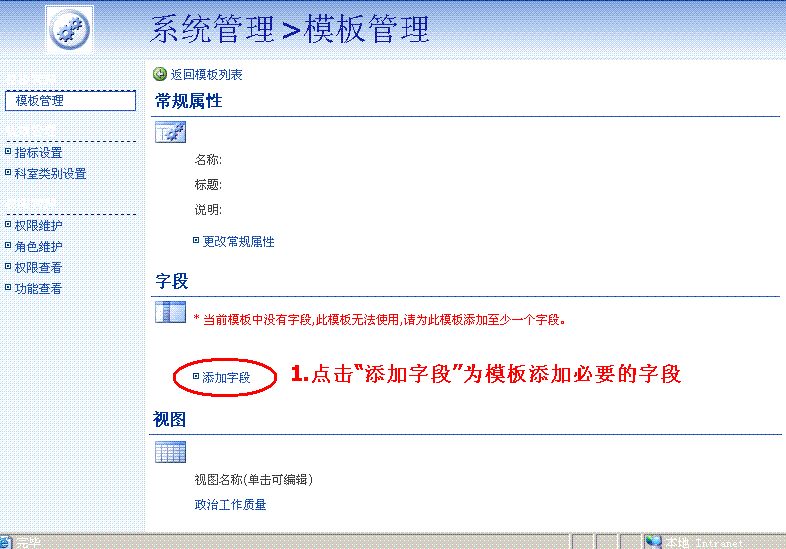 系统管理 >模板管理
返回模板列表
模板管理
指标设置
科室类别设置
权限维护
角色维护
权限查看
功能查看
常规属性
名称:
标题:
说明:
更改常规属性
字段
* 当前模板中没有字段,此模板无法使用,请为此模板添加至少一个字段。
添加字段
1.点击“添加字段”为模板添加必要的字段
视图
视图名称(单击可编辑)
政治工作质量
完毕
本地 Intranet